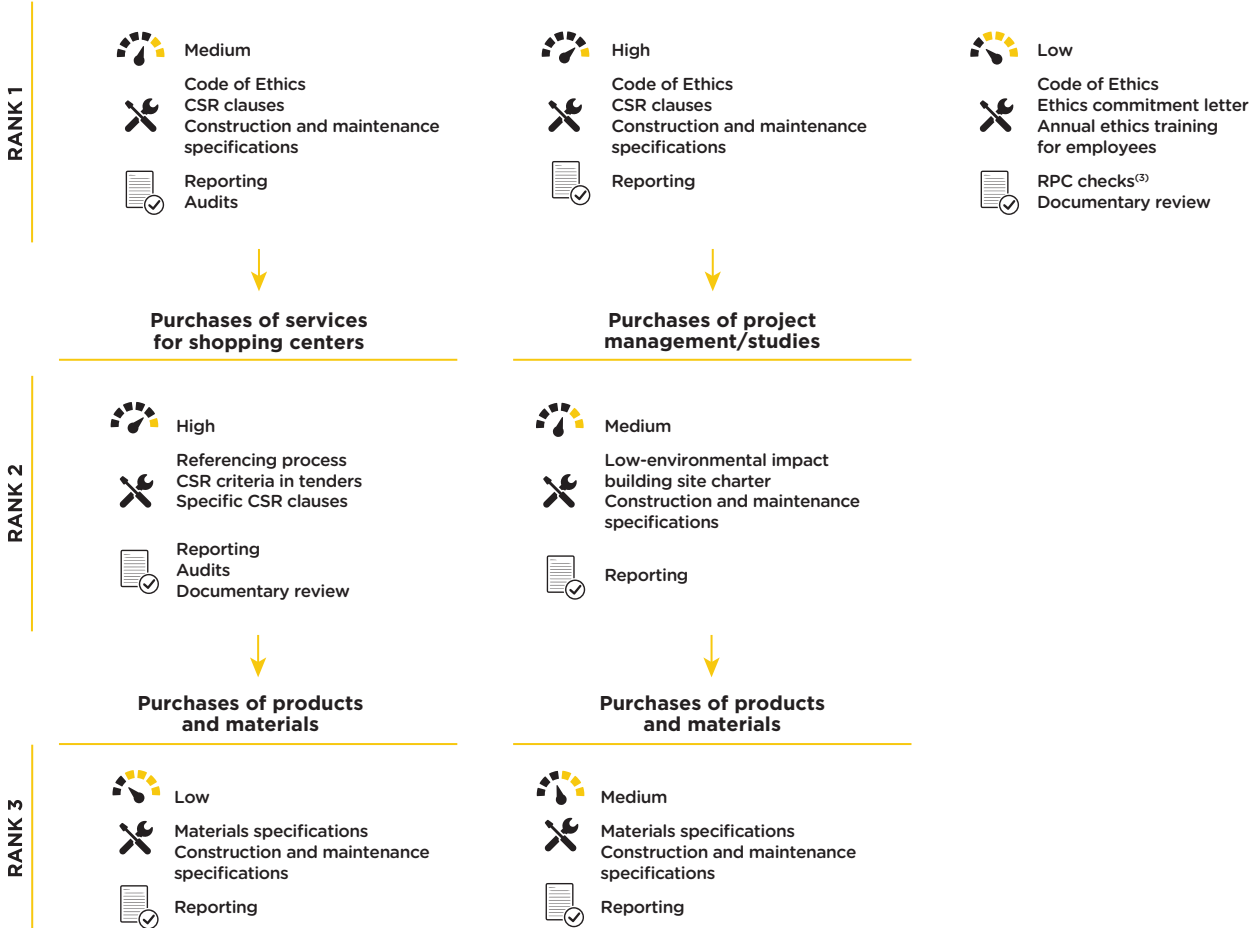 RANK 1
Medium
Code of Ethics
CSR clauses
Construction and maintenance
specifications
Reporting
Audits
High
Code of Ethics
CSR clauses
Construction and maintenance
specifications
Reporting
Low
Code of Ethics
Ethics commitment letter
Annual ethics training
for employees
RPC checks(3)
Documentary review
Purchases of services
for shopping centers
Purchases of project
management/studies
RANK 2
High
Referencing process
CSR criteria in tenders
Specific CSR clauses
Reporting
Audits
Documentary review
Medium
Low-environmental impact
building site charter
Construction and maintenance
specifications
Reporting
Purchases of products
and materials
Purchases of products
and materials
RANK 3
Low
Materials specifications
Construction and maintenance
specifications
Reporting
Medium
Materials specifications
Construction and maintenance
specifications
Reporting